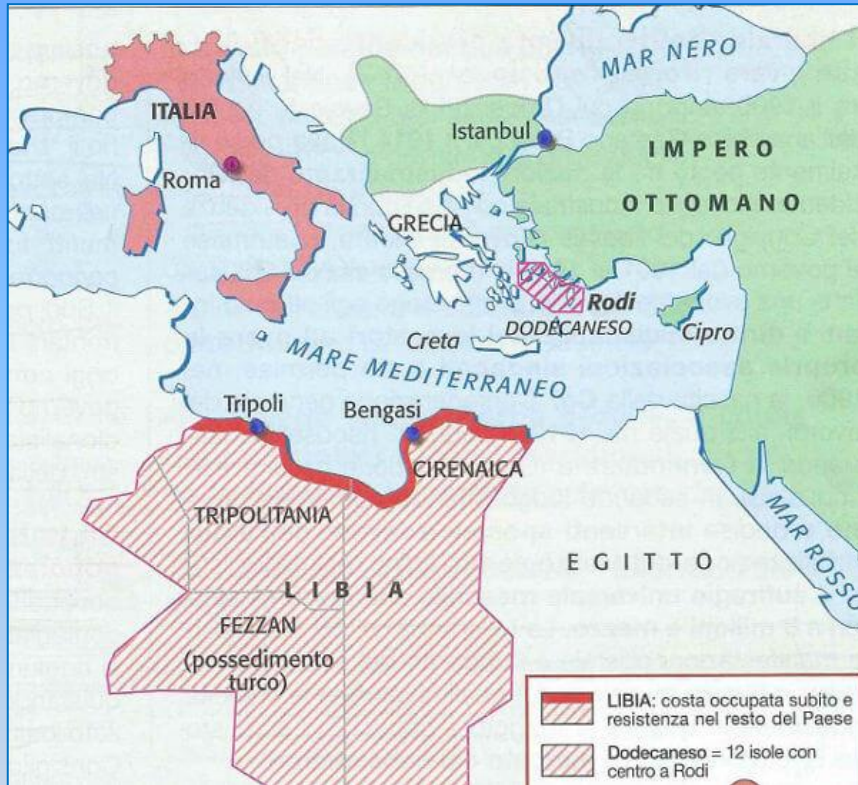 MAR NERO
ITALIA
Istanbul
IMPERO
OTTOMANO
Roma
GRECIA
Rodi
DODECANESO
Creta
Cipro
MARE MEDITERRANEO
Tripoli
Bengasi
CIRENAICA
TRIPOLITANIA
MAR ROSSO
EGITTO
LIBIA
FEZZAN
(possedimento
turco)
LIBIA: costa occupata subito e
resistenza nel resto del Paese
Dodecaneso = 12 isole con
centro a Rodi